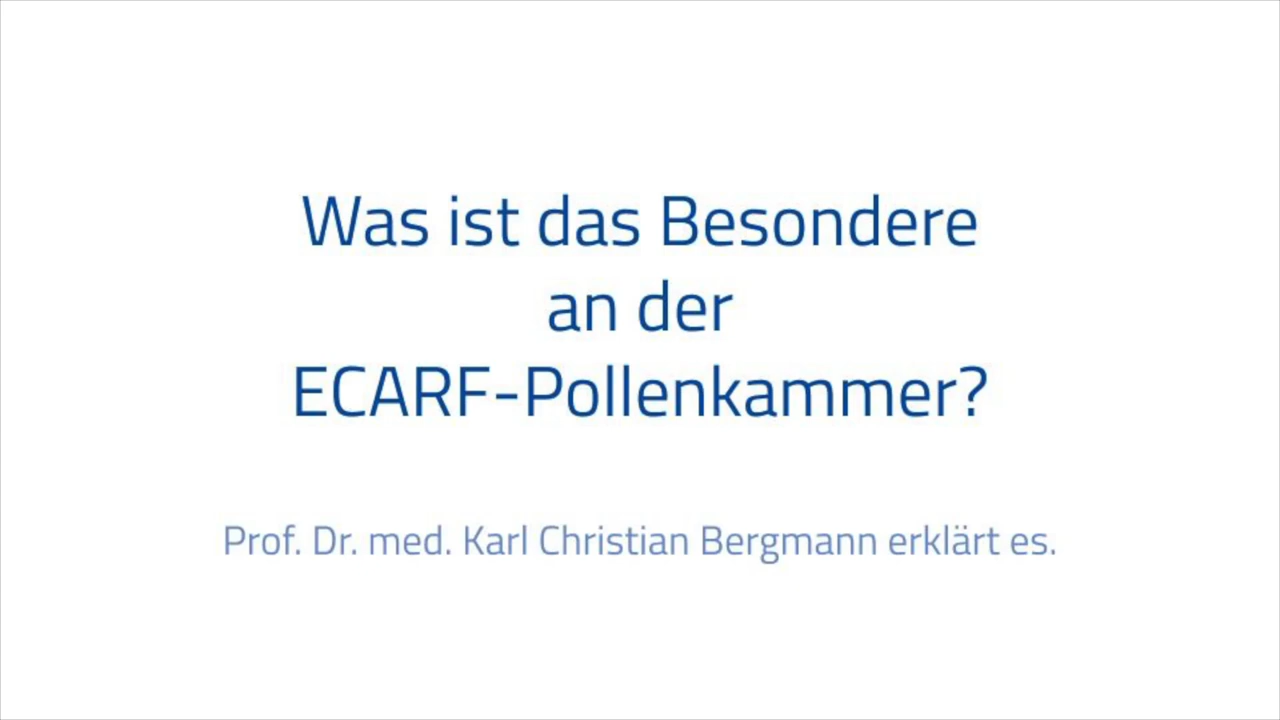 Was ist das Besondere
an der
ECARF-Pollenkammer?
Prof. Dr. med. Karl Christian Bergmann erklärt es.